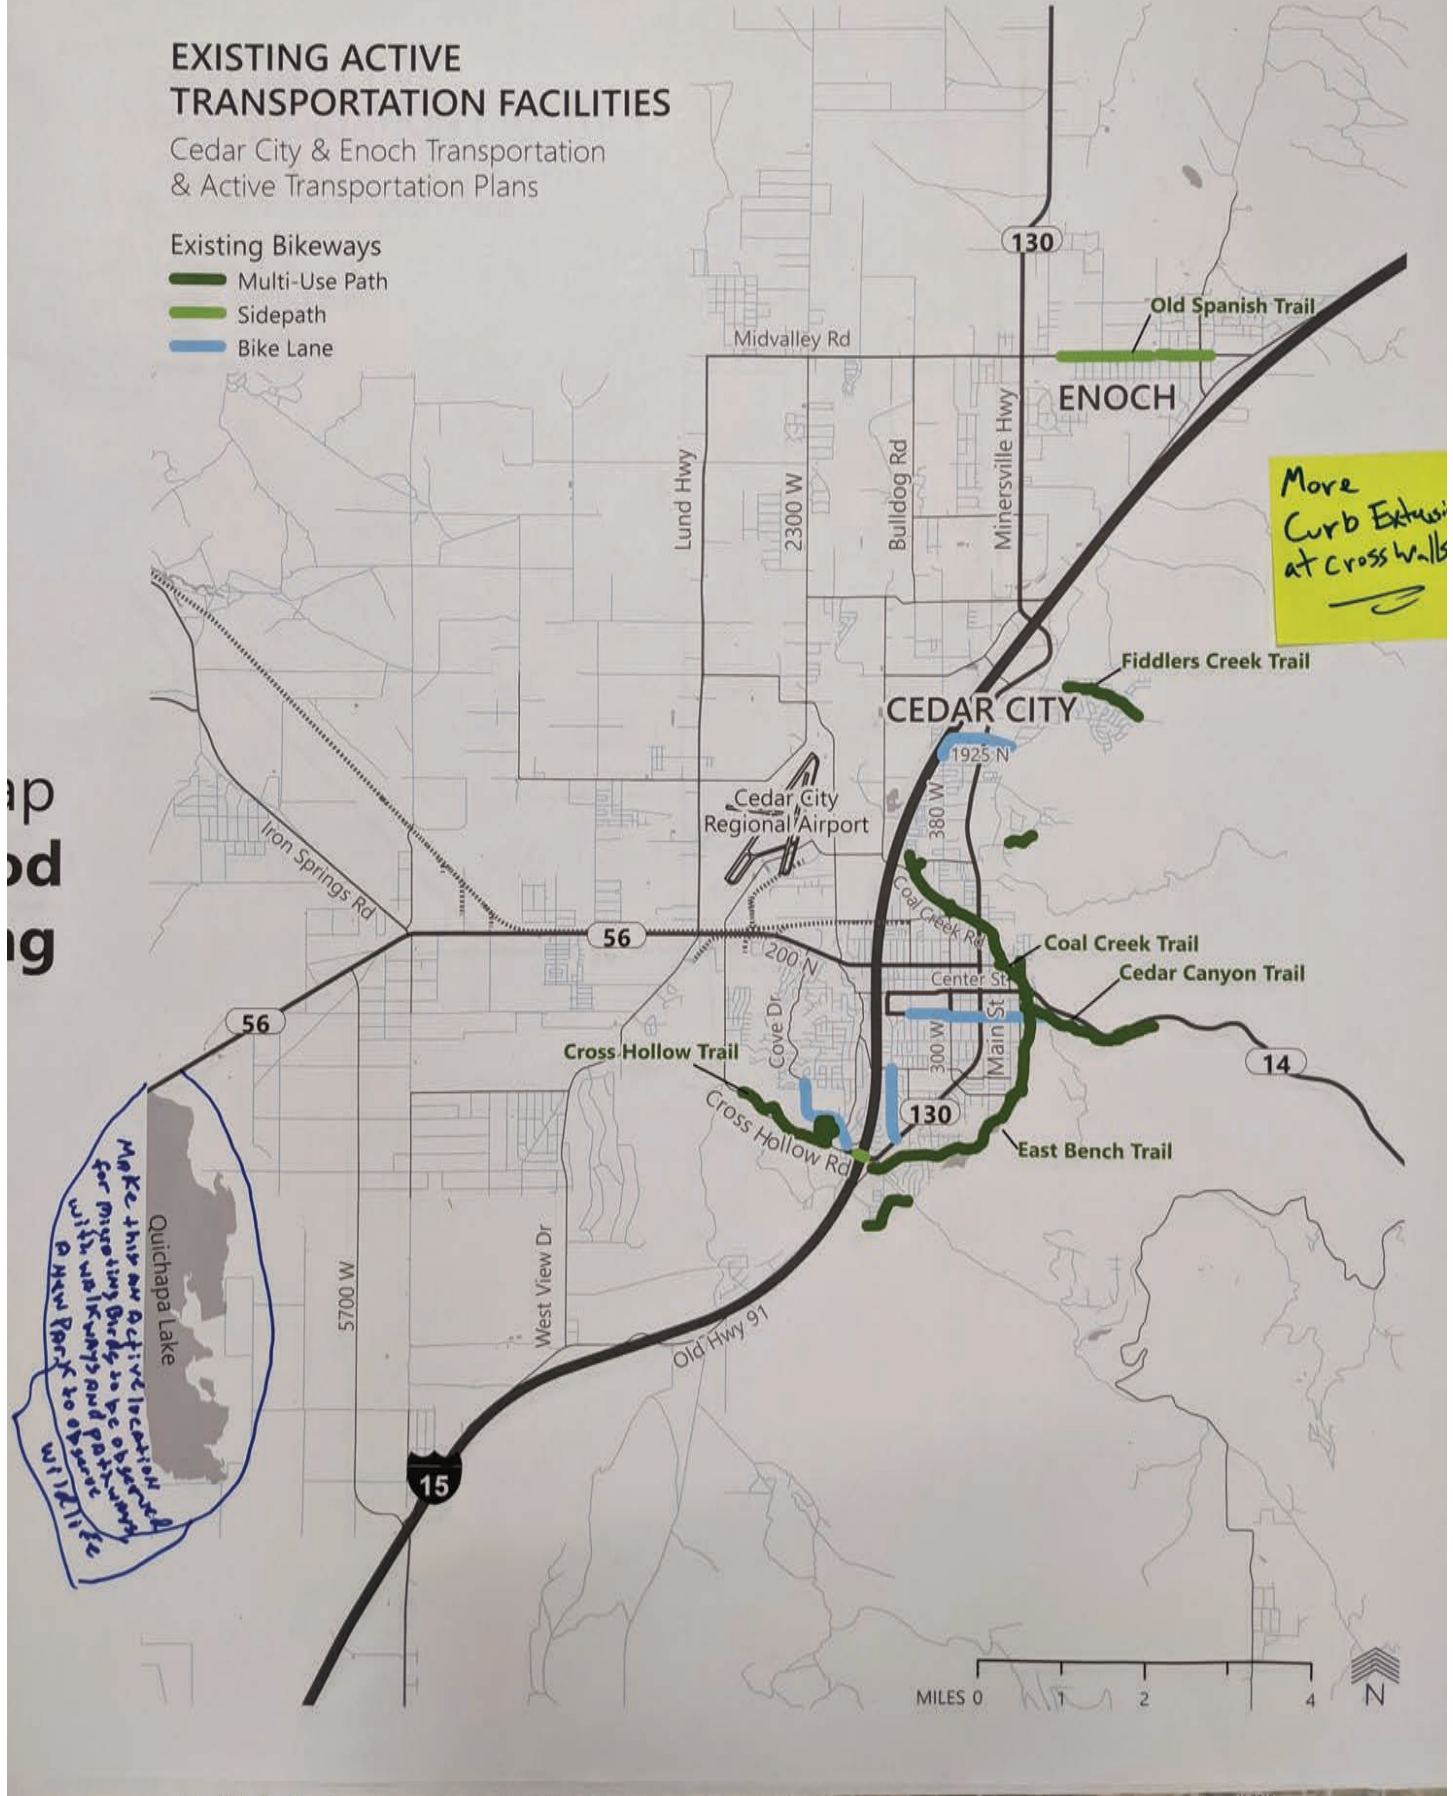 EXISTING ACTIVE
TRANSPORTATION FACILITIES
Cedar City & Enoch Transportation
& Active Transportation Plans
Existing Bikeways
Multi-Use Path
Sidepath
Bike Lane
130
Old Spanish Trail
Midvalley Rd
ENOCH
Lund Hwy
2300 W
Bulldog Rd
Minersville Hwy
More
Curb
at Cross
Fiddlers Creek Trail
CEDAR CITY
1925 N
Cedar City
Regional Airport
380 W
ap
od
ng
Iron Springs Rd
Coal Creek Rd
56
200 N
Coal Creek Trail
Center St
Cedar Canyon Trail
56
Cove Dr
300 W
Main St
Cross Hollow Trail
14
Cross Hollow Rd
130
East Bench Trail
Make this an Active location
for Migrating Birds to be observed
with walkways and pathways
A New Park to observe
wildlife
Quichapa Lake
5700 W
West View Dr
Old Hwy 91
15
MILES 0 1 2 4
N